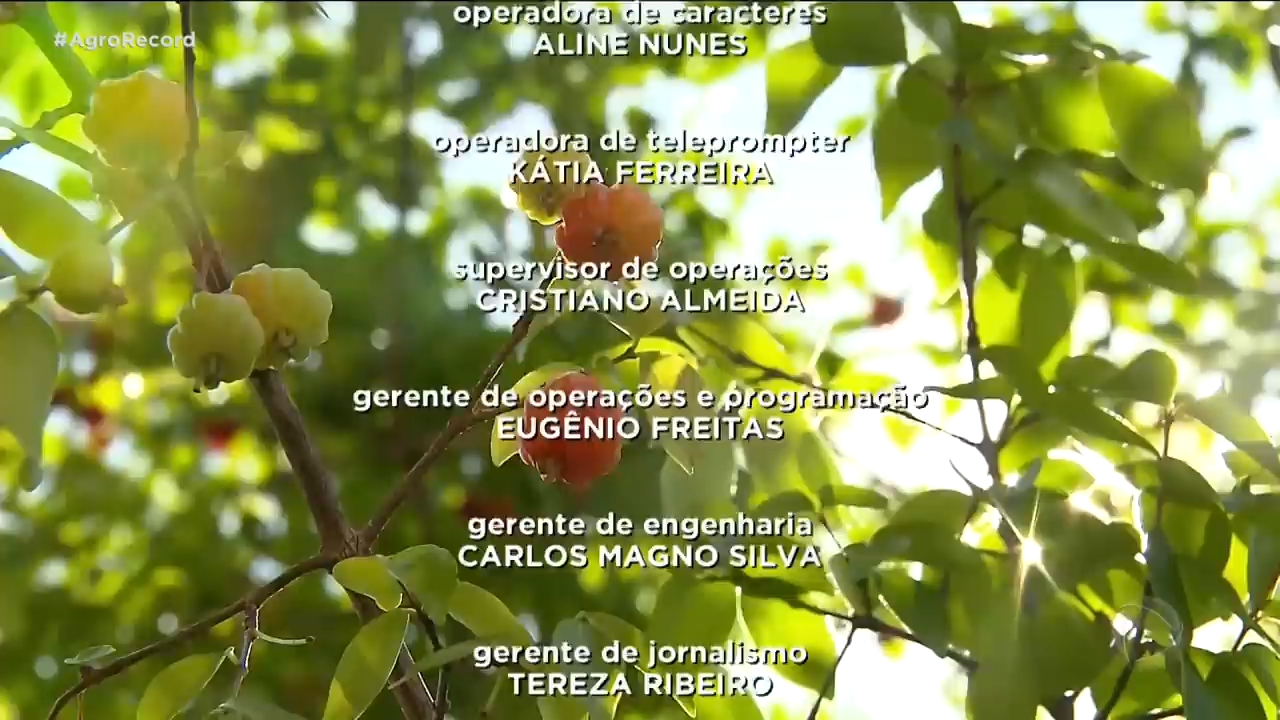 operadora de caracteres
#AgroRecord
ALINE NUNES
operadora de teleprompter
KÁTIA FERREIRA
supervisor de operações
CRISTIANO ALMEIDA
gerente de operações e programação
EUGÊNIO FREITAS
gerente de engenharia
CARLOS MAGNO SILVA
gerente de jornalismo
TEREZA RIBEIRO